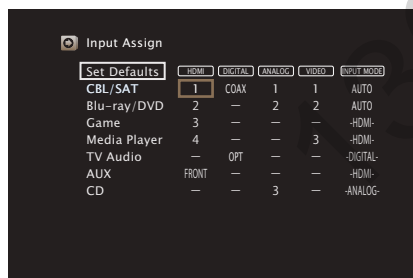 Input Assign
Set Defaults HDMI DIGITAL ANALOG VIDEO INPUT MODE
CBL/SAT 1 COAX 1 1 AUTO
Blu-ray/DVD 2 — 2 2 AUTO
Game 3 — — — -HDMI-
Media Player 4 — — 3 -HDMI-
TV Audio — OPT — — -DIGITAL-
AUX FRONT — — — -HDMI-
CD — — 3 — -ANALOG-